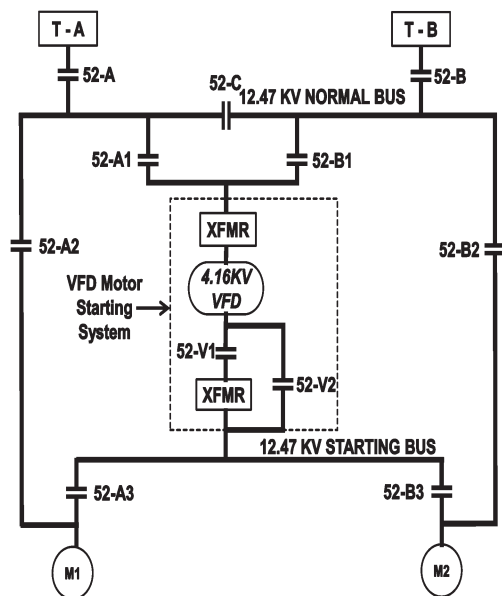 T - A
T - B
52-A
52-C
52-B
12.47 KV NORMAL BUS
52-A1
52-B1
52-A2
52-B2
XFMR
VFD Motor
Starting
System
4.16KV
VFD
52-V1
52-V2
XFMR
12.47 KV STARTING BUS
52-A3
52-B3
M1
M2